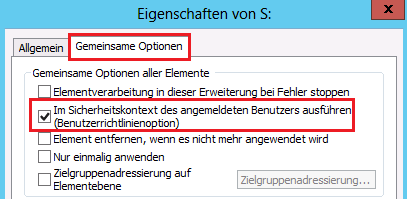 Eigenschaften von S:
x
Allgemein
Gemeinsame Optionen
Gemeinsame Optionen aller Elemente
Elementverarbeitung in dieser Erweiterung bei Fehler stoppen
Im Sicherheitskontext des angemeldeten Benutzers ausführen
(Benutzerrichtlinienoption)
Element entfernen, wenn es nicht mehr angewendet wird
Nur einmalig anwenden
Zielgruppenadressierung auf
Elementebene
Zielgruppenadressierung...